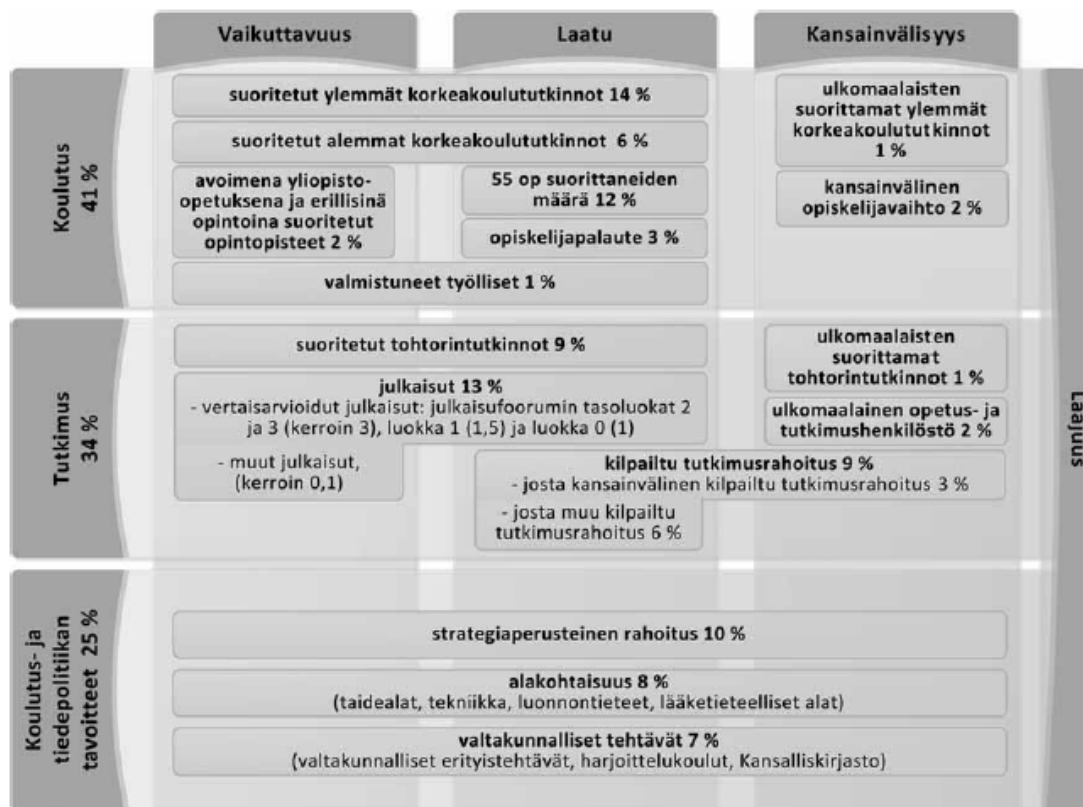 Vaikuttavuus
Laatu
Kansainvälisyys
Koulutus
41 %
suoritetut ylemmät korkeakoulututkinnot 14 %
suoritetut alemmat korkeakoulututkinnot 6 %
avoimena yliopisto-
opetuksena ja erillisinä
opintoina suoritetut
opintopisteet 2 %
55 op suorittaneiden
määrä 12 %
opiskelijapalaute 3 %
valmistuneet työlliset 1 %
ulkomaalaisten
suorittamat ylemmät
korkeakoulututkinnot
1 %
kansainvälinen
opiskelijavaihto 2 %
Tutkimus
34 %
suoritetut tohtorintutkinnot 9 %
julkaisut 13 %
- vertaisarvioidut julkaisut: julkaisufoorumin tasoluokat 2
ja 3 (kerroin 3), luokka 1 (1,5) ja luokka 0 (1)
- muut julkaisut,
(kerroin 0,1)
ulkomaalaisten
suorittamat
tohtorintutkinnot 1 %
ulkomaalainen opetus- ja
tutkimushenkilöstö 2 %
kilpailtu tutkimusrahoitus 9 %
- josta kansainvälinen kilpailtu tutkimusrahoitus 3 %
- josta muu kilpailtu
tutkimusrahoitus 6 %
Koulutus- ja
tiedepolitiikan
tavoitteet 25 %
strategiaperusteinen rahoitus 10 %
alakohtaisuus 8 %
(taidealat, tekniikka, luonnontieteet, lääketieteelliset alat)
valtakunnalliset tehtävät 7 %
(valtakunnalliset erityistehtävät, harjoittelukoulut, Kansalliskirjasto)
Laajuus